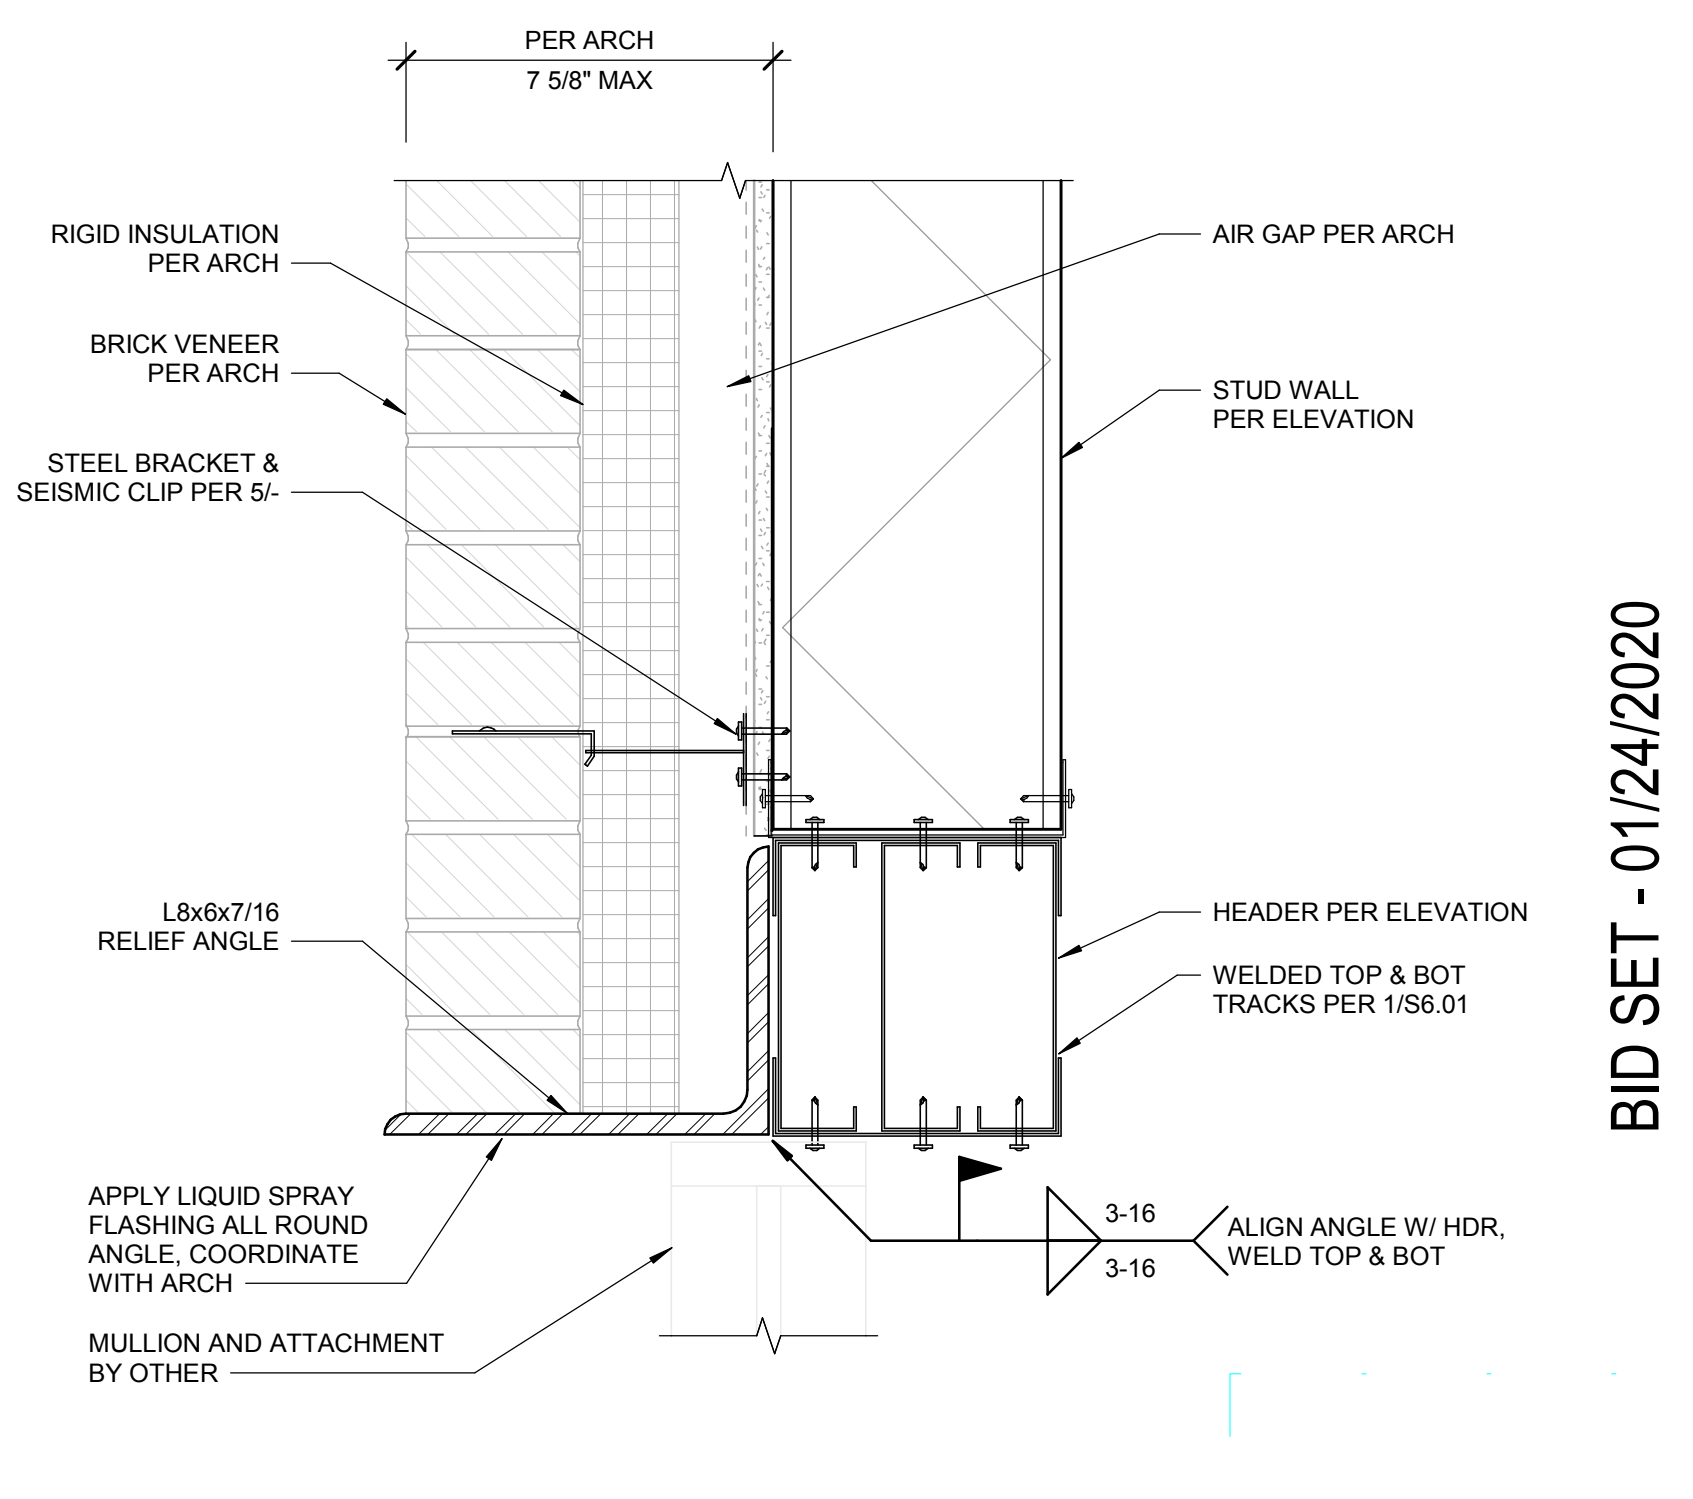 PER ARCH
7 5/8" MAX
RIGID INSULATION
PER ARCH
BRICK VENEER
PER ARCH
STEEL BRACKET &
SEISMIC CLIP PER 5/-
L8x6x7/16
RELIEF ANGLE
APPLY LIQUID SPRAY
FLASHING ALL ROUND
ANGLE, COORDINATE
WITH ARCH
MULLION AND ATTACHMENT
BY OTHER
AIR GAP PER ARCH
STUD WALL
PER ELEVATION
HEADER PER ELEVATION
WELDED TOP & BOT
TRACKS PER 1/S6.01
3-16
3-16
ALIGN ANGLE W/ HDR,
WELD TOP & BOT
BID SET - 01/24/2020